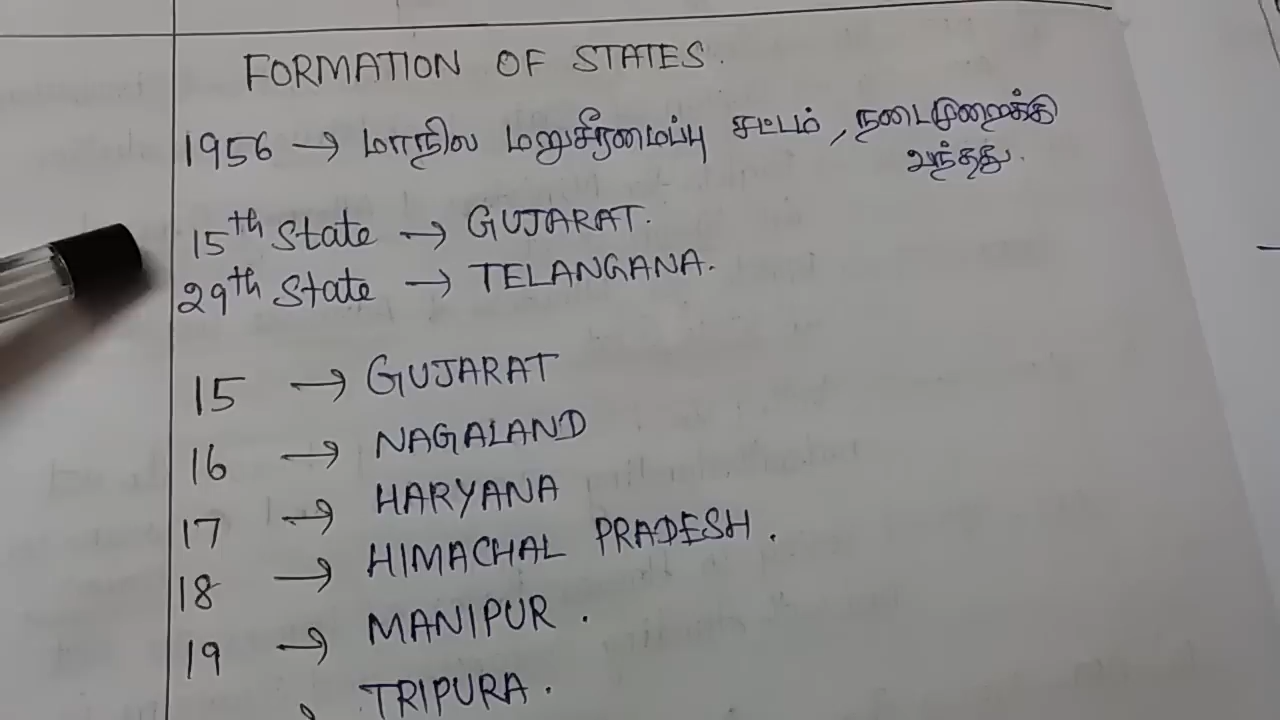 FORMATION OF STATES.
1956 → மாநில மறுசீரமைப்பு சட்டம், நடைமுறைக்கு
வந்தது.
15th State → GUJARAT.
29th State → TELANGANA.
15 → GUJARAT
16 → NAGALAND
17 → HARYANA
18 → HIMACHAL PRADESH.
19 → MANIPUR.
TRIPURA.